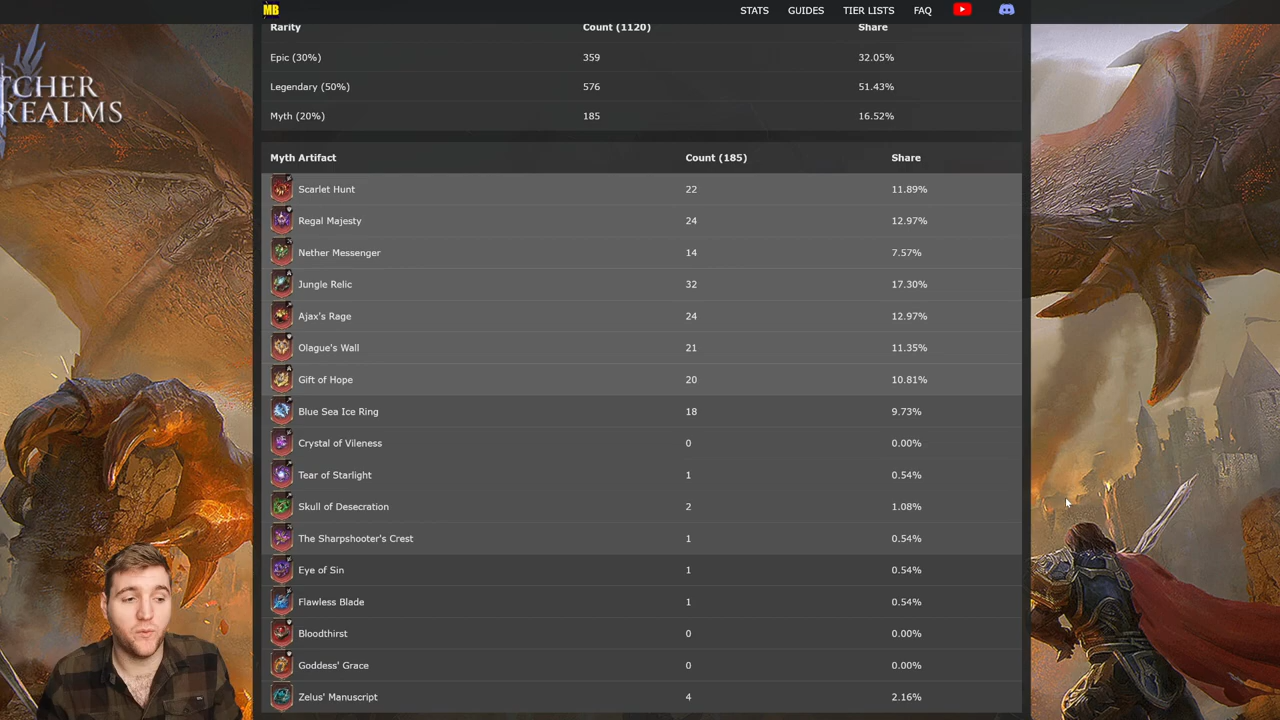 MB STATS GUIDES TIER LISTS FAQ
TCHER
REALMS
Rarity Count (1120) Share
Epic (30%) 359 32.05%
Legendary (50%) 576 51.43%
Myth (20%) 185 16.52%
Myth Artifact Count (185) Share
Scarlet Hunt 22 11.89%
Regal Majesty 24 12.97%
Nether Messenger 14 7.57%
Jungle Relic 32 17.30%
Ajax's Rage 24 12.97%
Olague's Wall 21 11.35%
Gift of Hope 20 10.81%
Blue Sea Ice Ring 18 9.73%
Crystal of Vileness 0 0.00%
Tear of Starlight 1 0.54%
Skull of Desecration 2 1.08%
The Sharpshooter's Crest 1 0.54%
Eye of Sin 1 0.54%
Flawless Blade 1 0.54%
Bloodthirst 0 0.00%
Goddess' Grace 0 0.00%
Zelus' Manuscript 4 2.16%